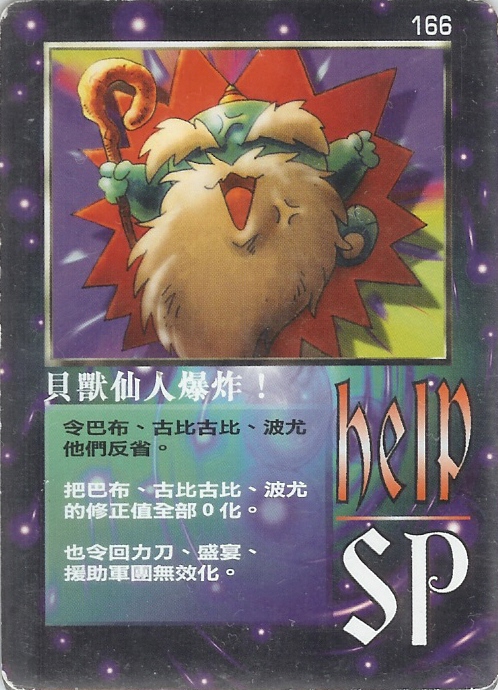 166
貝獸仙人爆炸！
令巴布、古比古比、波尤
他們反省。
把巴布、古比古比、波尤
的修正值全部0化。
也令回力刀、盛宴、
援助軍團無效化。
help
SP